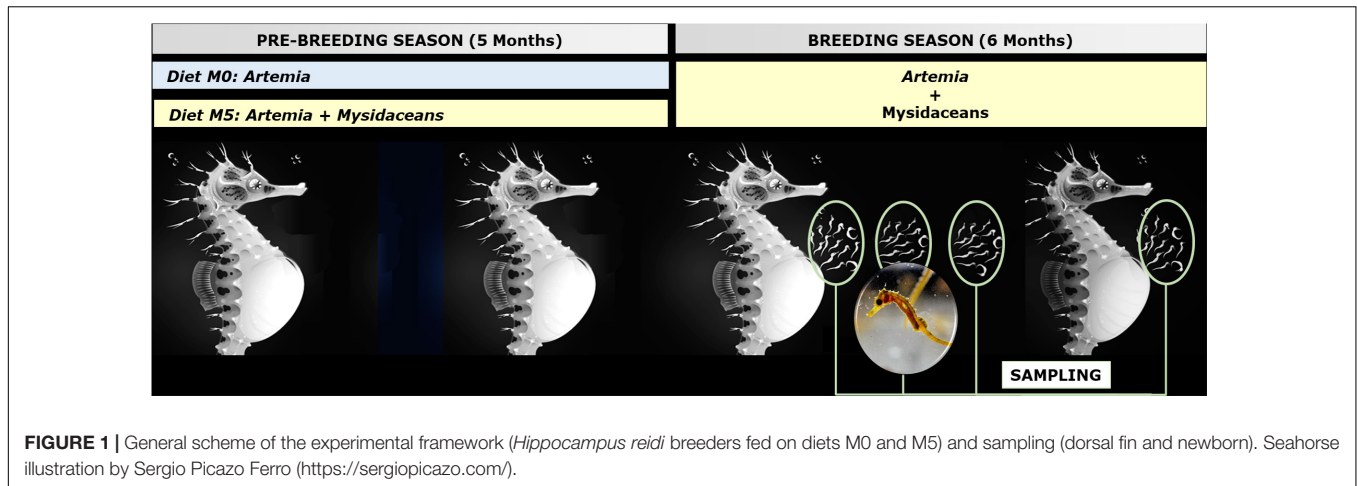 PRE-BREEDING SEASON (5 Months)
BREEDING SEASON (6 Months)
Diet M0: Artemia
Diet M5: Artemia + Mysidaceans
Artemia
+
Mysidaceans
SAMPLING
FIGURE 1 | General scheme of the experimental framework (Hippocampus reidi breeders fed on diets M0 and M5) and sampling (dorsal fin and newborn). Seahorse
illustration by Sergio Picazo Ferro (https://sergiopicazo.com/).